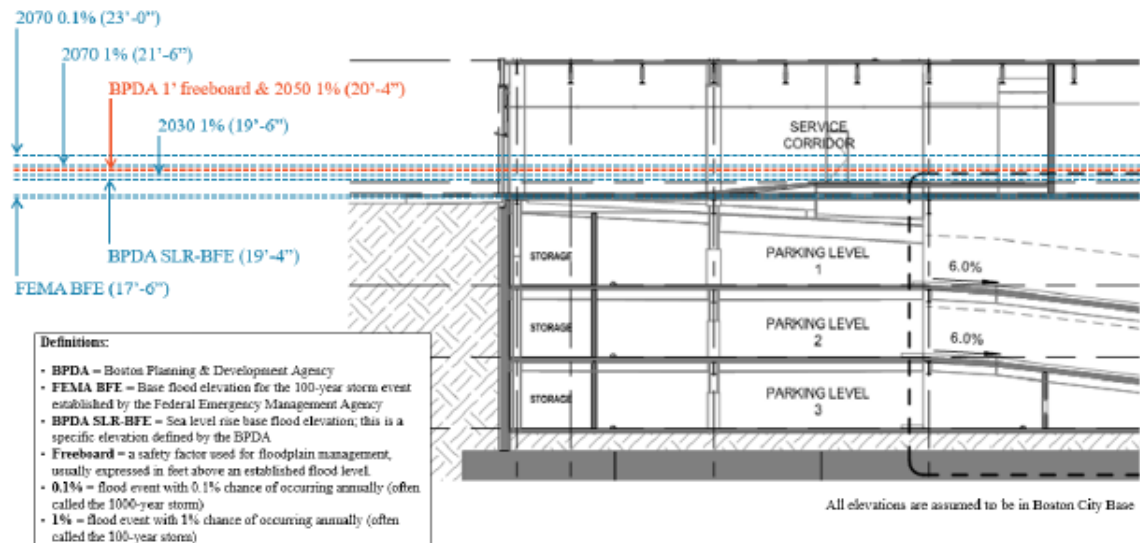 2070 0.1% (23’-0”)
2070 1% (21’-6”)
BPDA 1’ freeboard & 2050 1% (20’-4”)
2030 1% (19’-6”)
SERVICE
CORRIDOR
BPDA SLR-BFE (19’-4”)
FEMA BFE (17’-6”)
STORAGE
PARKING LEVEL
1
6.0%
STORAGE
PARKING LEVEL
2
6.0%
STORAGE
PARKING LEVEL
3
Definitions:
• BPDA = Boston Planning & Development Agency
• FEMA BFE = Base flood elevation for the 100-year storm event
established by the Federal Emergency Management Agency
• BPDA SLR-BFE = Sea level rise base flood elevation; this is a
specific elevation defined by the BPDA
• Freeboard = a safety factor used for floodplain management,
usually expressed in feet above an established flood level.
• 0.1% = flood event with 0.1% chance of occurring annually (often
called the 1000-year storm)
• 1% = flood event with 1% chance of occurring annually (often
called the 100-year storm)
All elevations are assumed to be in Boston City Base